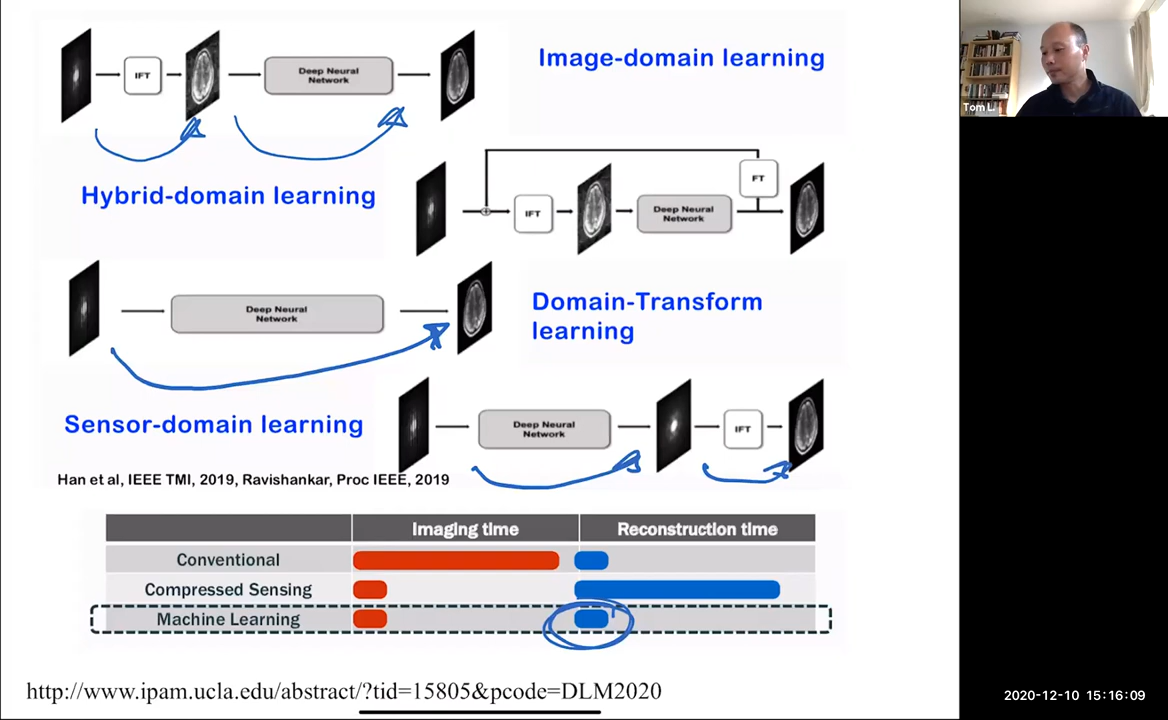 IFT
Deep Neural
Network
Image-domain learning
Tom L.
Hybrid-domain learning
IFT
Deep Neural
Network
FT
Deep Neural
Network
Domain-Transform
learning
Sensor-domain learning
Deep Neural
Network
IFT
Han et al, IEEE TMI, 2019, Ravishankar, Proc IEEE, 2019
Imaging time Reconstruction time
Conventional
Compressed Sensing
Machine Learning
http://www.ipam.ucla.edu/abstract/?tid=15805&pcode=DLM2020
2020-12-10 15:16:09